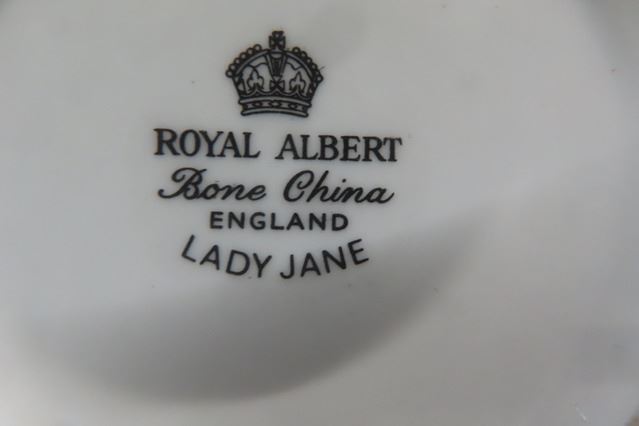 ROYAL ALBERT
Bone China
ENGLAND
LADY JANE